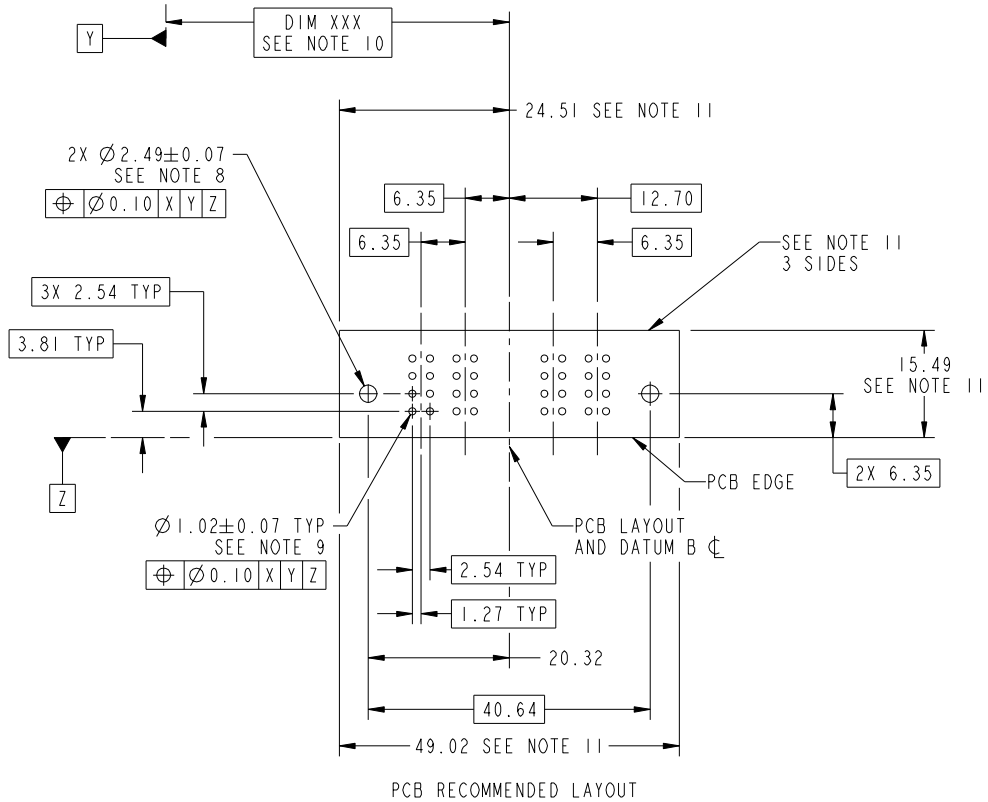 DIM XXX
SEE NOTE 10
Y
24.51 SEE NOTE 11
2X Ø2.49±0.07
SEE NOTE 8
⌖ Ø0.10 X Y Z
6.35
12.70
6.35
6.35
SEE NOTE 11
3 SIDES
3X 2.54 TYP
3.81 TYP
15.49
SEE NOTE 11
Z
PCB EDGE
2X 6.35
Ø1.02±0.07 TYP
SEE NOTE 9
⌖ Ø0.10 X Y Z
PCB LAYOUT
AND DATUM B ℄
2.54 TYP
1.27 TYP
20.32
40.64
49.02 SEE NOTE 11
PCB RECOMMENDED LAYOUT